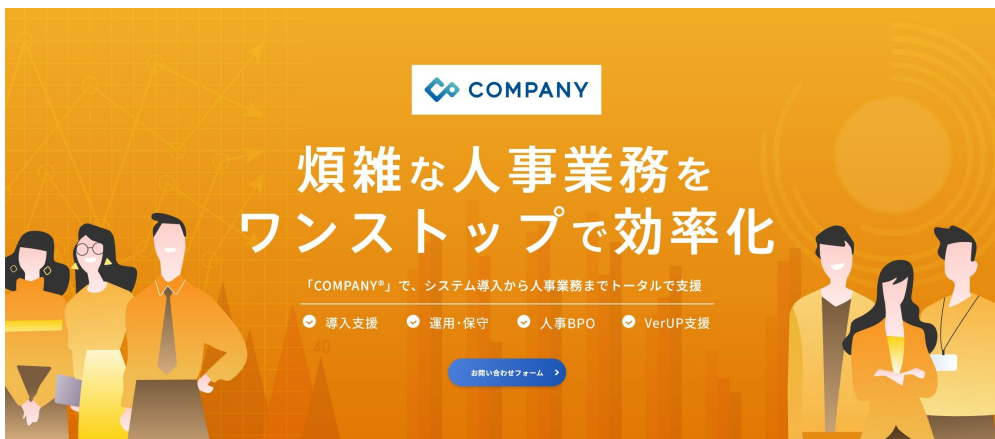 COMPANY
煩雑な人事業務を
ワンストップで効率化
「COMPANY®」で、システム導入から人事業務までトータルで支援
導入支援 運用・保守 人事BPO VerUP支援
40
お問い合わせフォーム